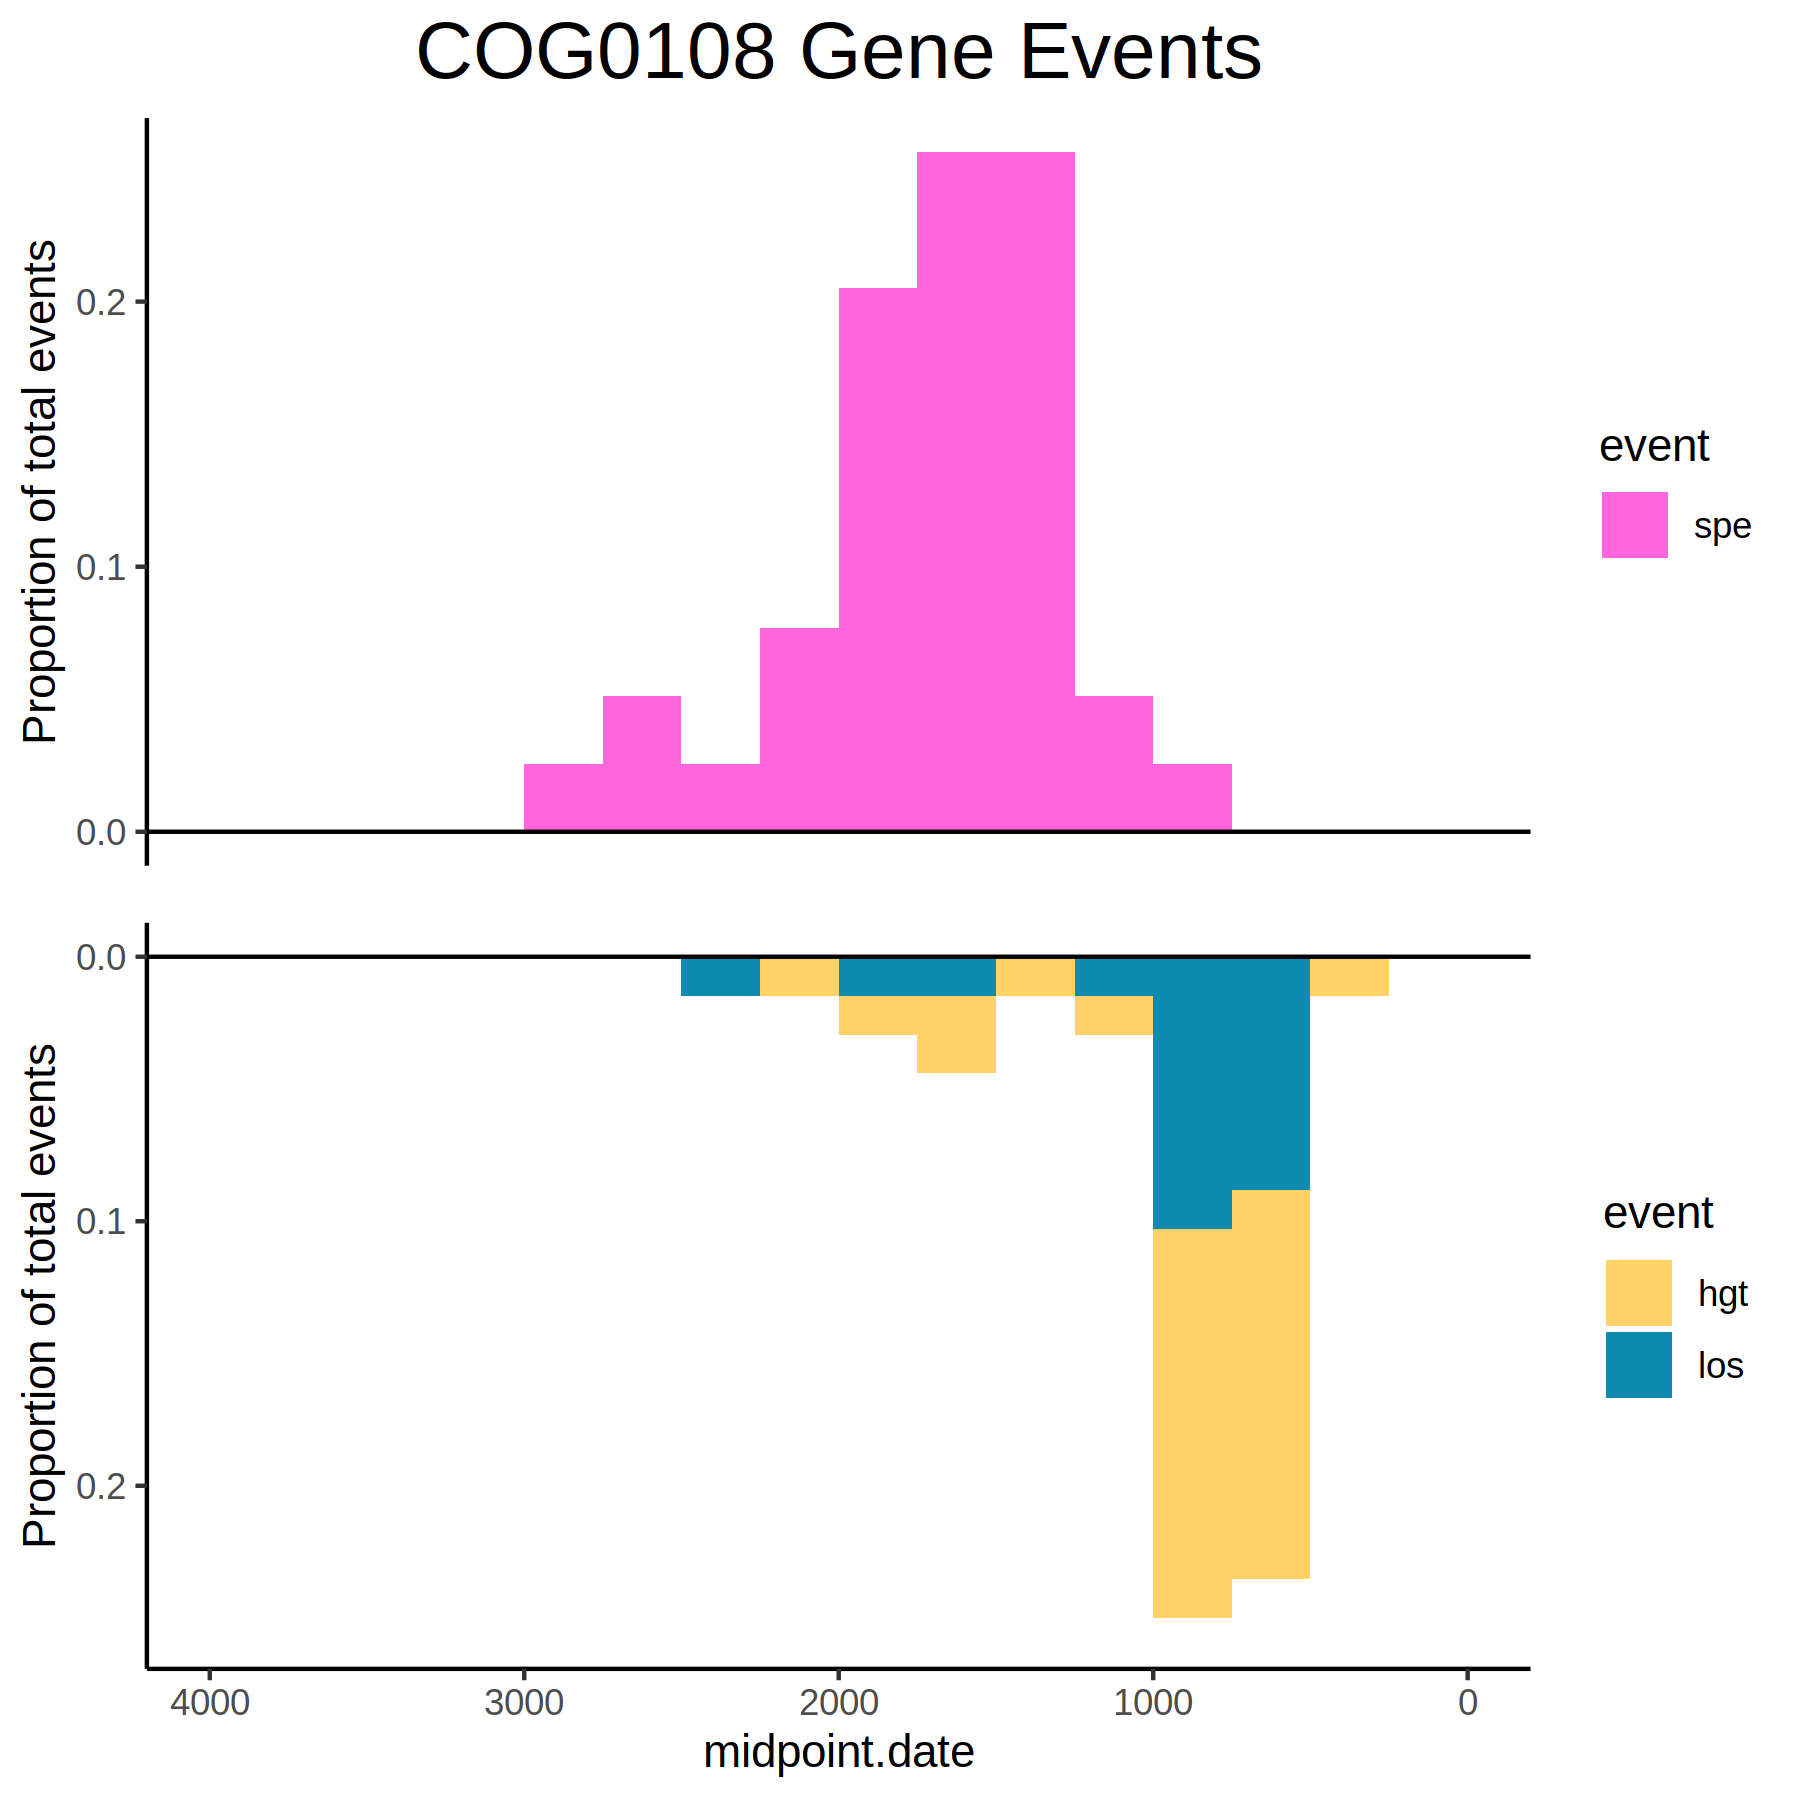 COG0108 Gene Events
Proportion of total events
0.2
0.1
0.0
event
spe
Proportion of total events
0.0
0.1
0.2
event
hgt
los
4000 3000 2000 1000 0
midpoint.date